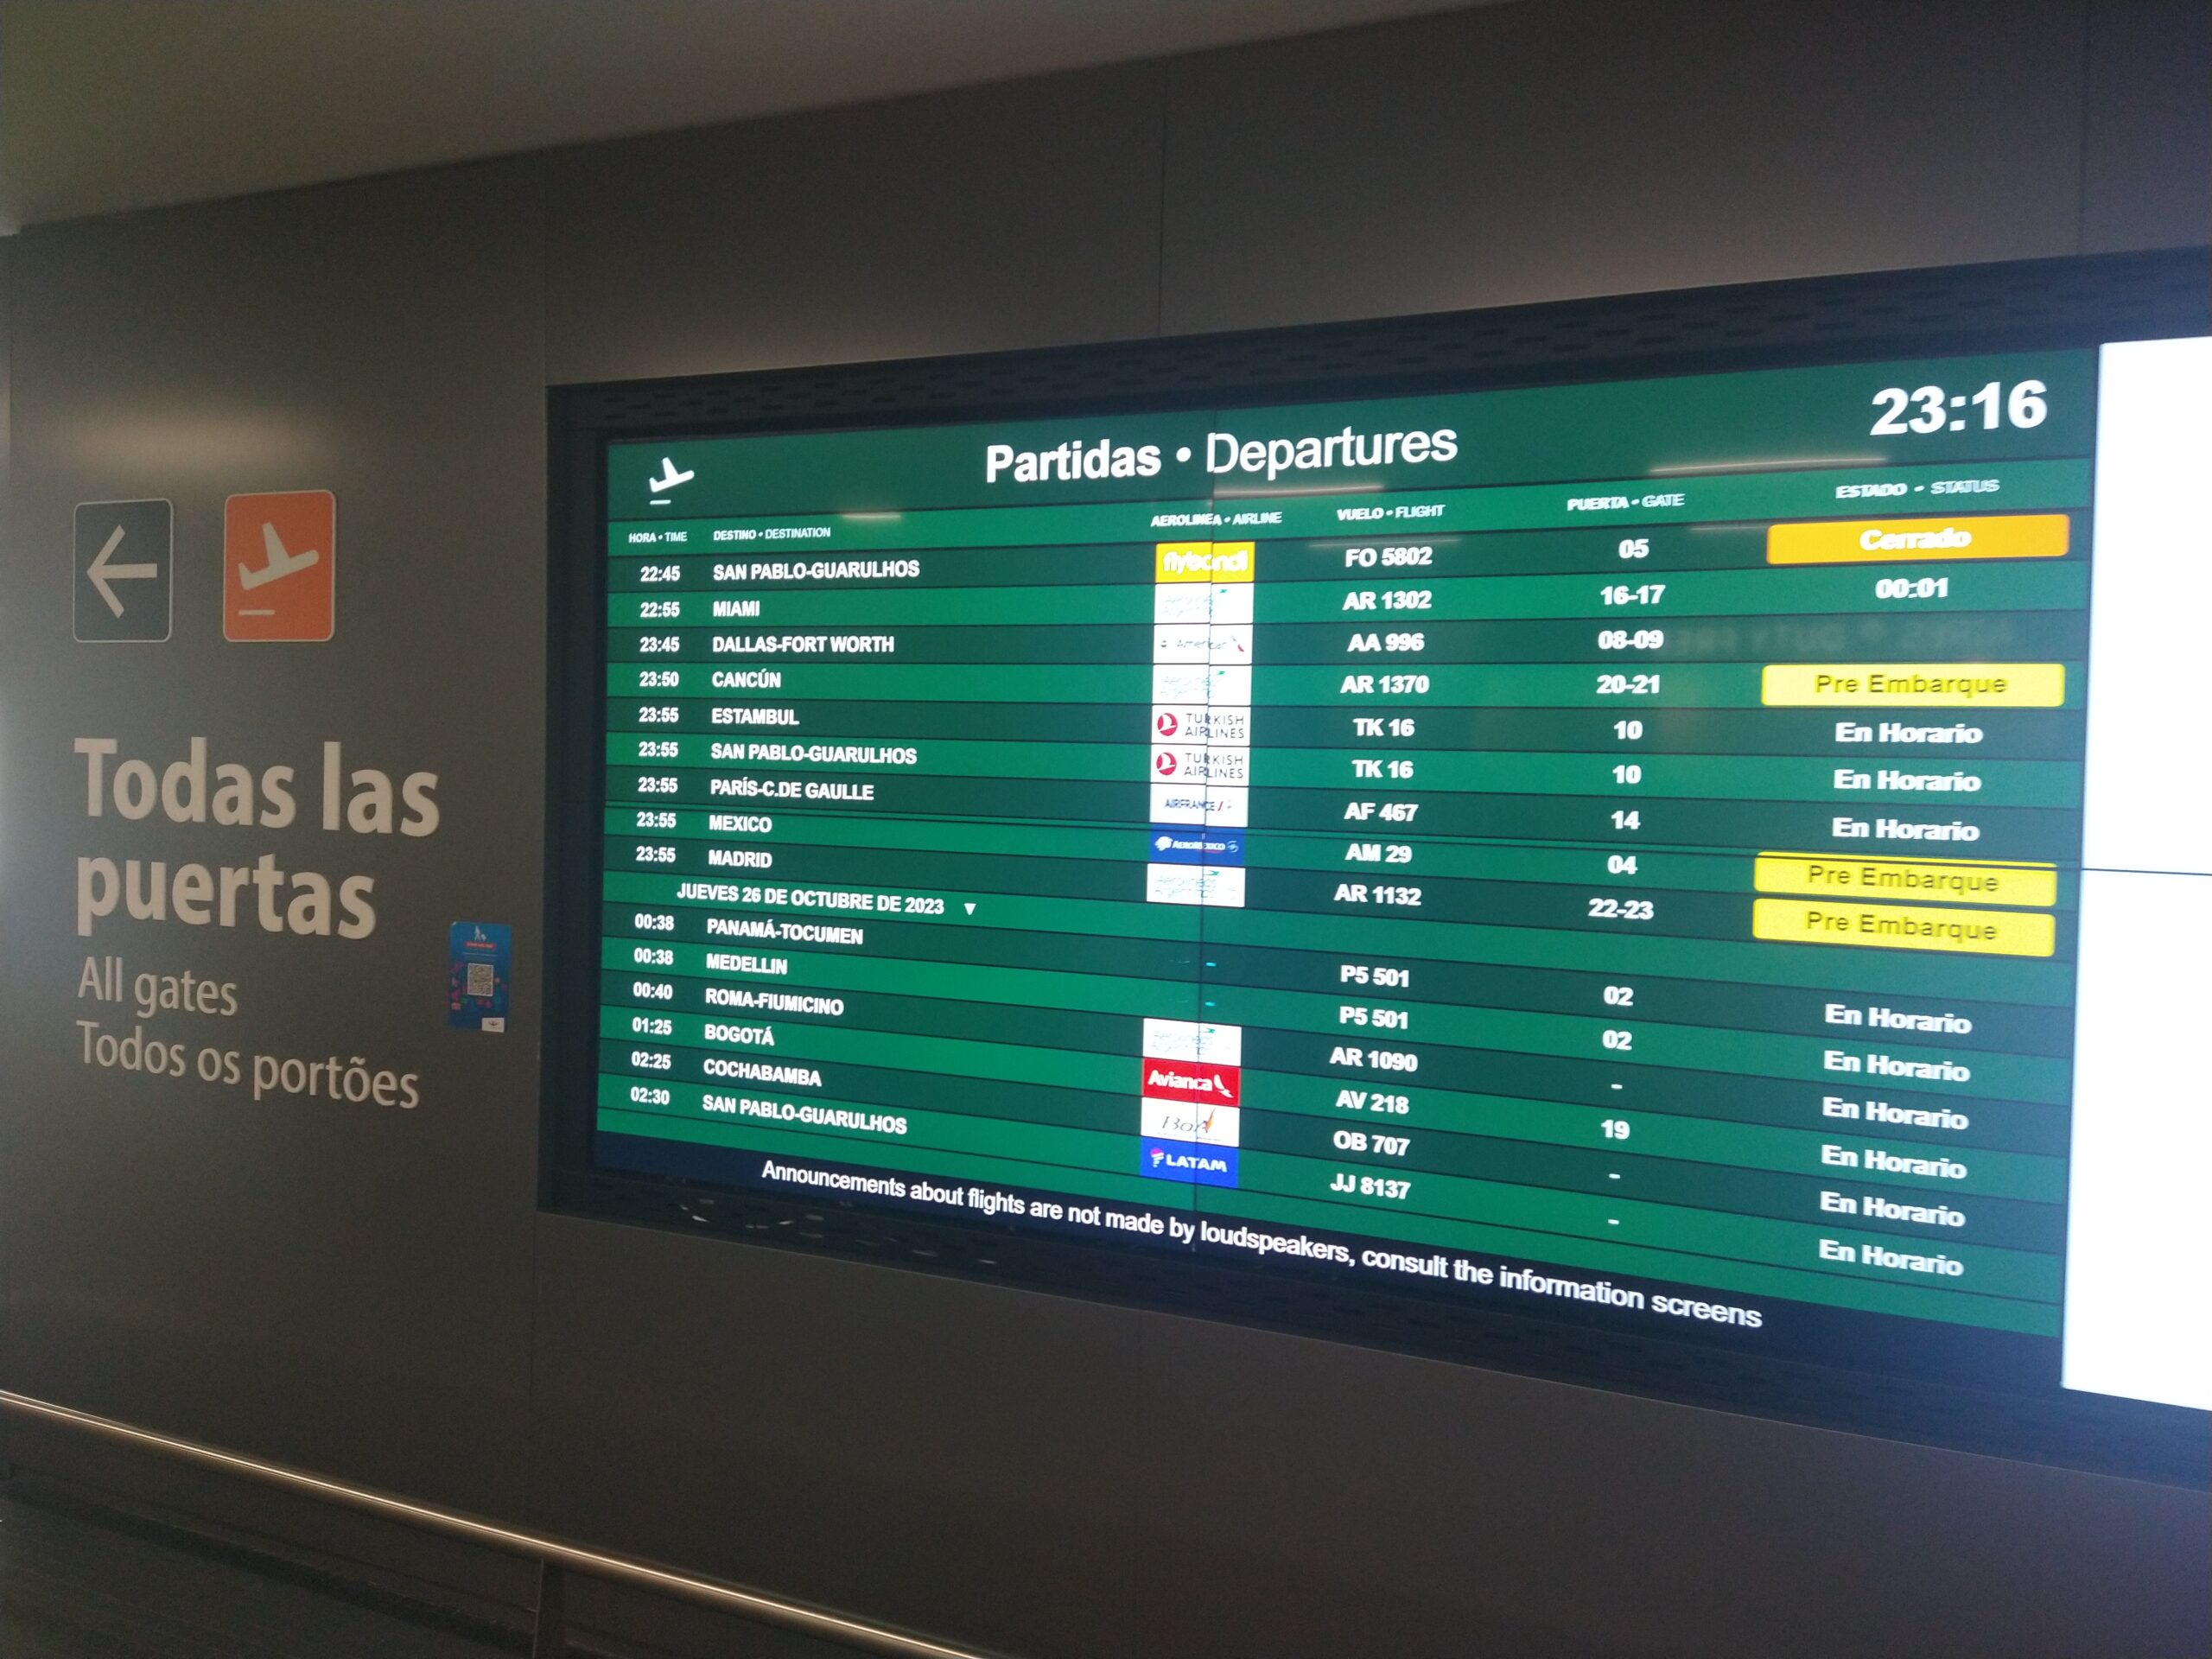 23:16
Partidas • Departures
HORA • TIME DESTINO • DESTINATION AEROLINEA • AIRLINE VUELO • FLIGHT PUERTA • GATE ESTADO • STATUS
22:45 SAN PABLO-GUARULHOS flybondi FO 5802 05 Cerrado
22:55 MIAMI AR 1302 16-17 00:01
23:45 DALLAS-FORT WORTH American AA 996 08-09
23:50 CANCÚN AR 1370 20-21 Pre Embarque
23:55 ESTAMBUL TURKISH AIRLINES TK 16 10 En Horario
23:55 SAN PABLO-GUARULHOS TURKISH AIRLINES TK 16 10 En Horario
23:55 PARÍS-C.DE GAULLE AIRFRANCE AF 467 14 En Horario
23:55 MEXICO AEROMEXICO AM 29 04 Pre Embarque
23:55 MADRID AR 1132 22-23 Pre Embarque
JUEVES 26 DE OCTUBRE DE 2023
00:38 PANAMÁ-TOCUMEN P5 501 02 En Horario
00:38 MEDELLIN P5 501 02 En Horario
00:40 ROMA-FIUMICINO AR 1090 - En Horario
01:25 BOGOTÁ Avianca AV 218 19 En Horario
02:25 COCHABAMBA BoA OB 707 - En Horario
02:30 SAN PABLO-GUARULHOS LATAM JJ 8137 - En Horario
Announcements about flights are not made by loudspeakers, consult the information screens
Todas las
puertas
All gates
Todos os portões